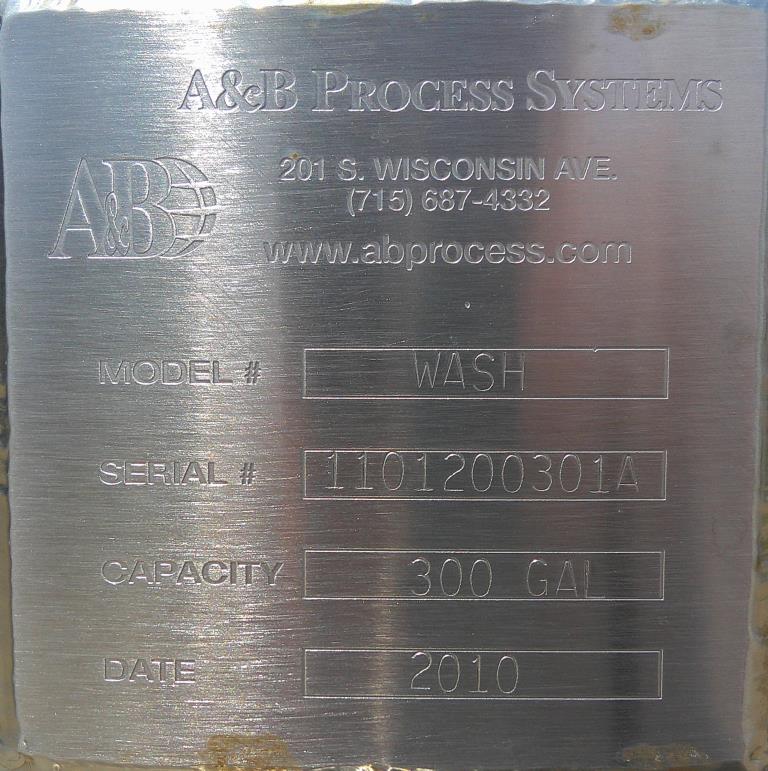 A&B PROCESS SYSTEMS
A&B
201 S. WISCONSIN AVE.
(715) 687-4332
www.abprocess.com
MODEL # WASH
SERIAL # 1101200301A
CAPACITY 300 GAL
DATE 2010